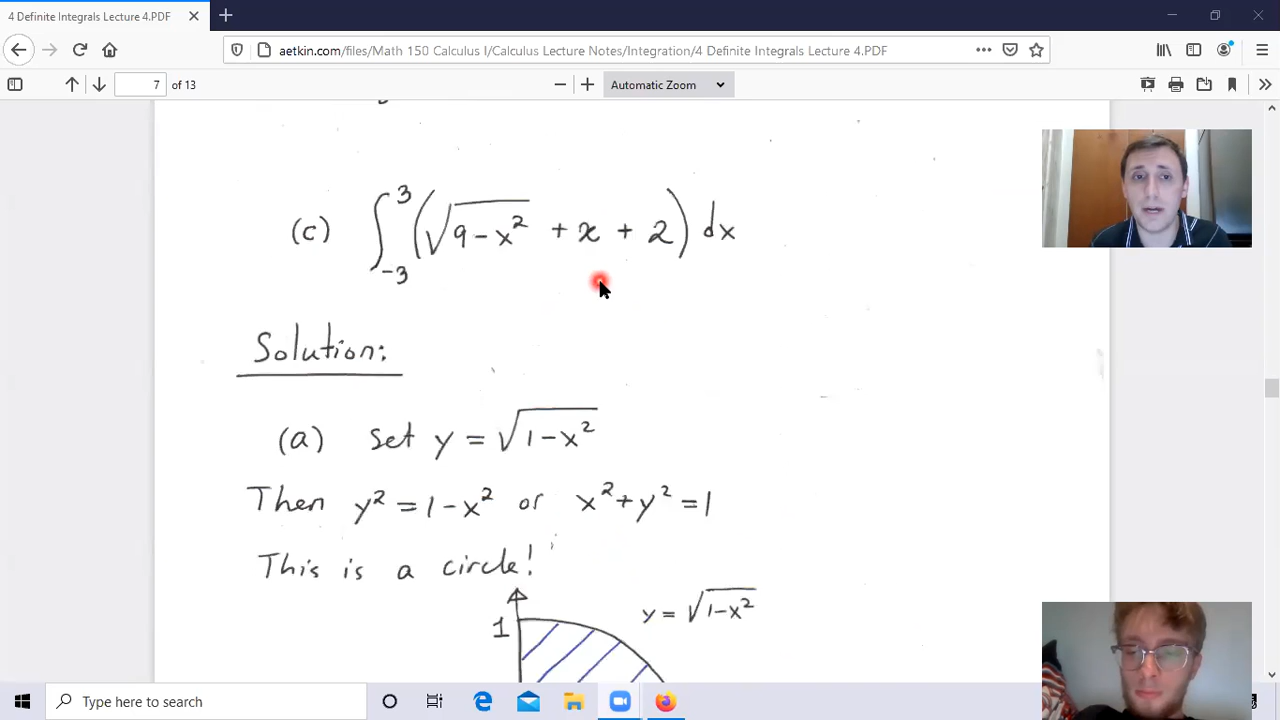 4 Definite Integrals Lecture 4.PDF
aetkin.com/files/Math 150 Calculus I/Calculus Lecture Notes/Integration/4 Definite Integrals Lecture 4.PDF
7 of 13
Automatic Zoom
(c) ∫₋₃³ (√(9-x²) + x + 2) dx
Solution:
(a) Set y = √(1-x²)
Then y² = 1-x² or x²+y² = 1
This is a circle!
1
y = √(1-x²)
Type here to search